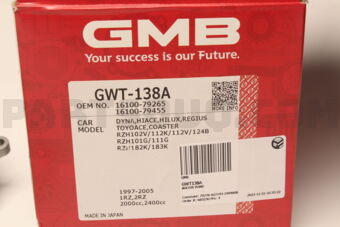 GMB
Your success is our Future.
GWT-138A
OEM NO. 16100-79265
16100-79455
CAR MODEL DYNA,HIACE,HILUX,REGIUS
TOYOACE,COASTER
RZH102V/112K/112V/124B
RZH101G/111G
RZH182K/183K
1997-2005
1RZ,2RZ
2000cc,2400cc
MADE IN JAPAN
GMB
GWT138A
WATER PUMP